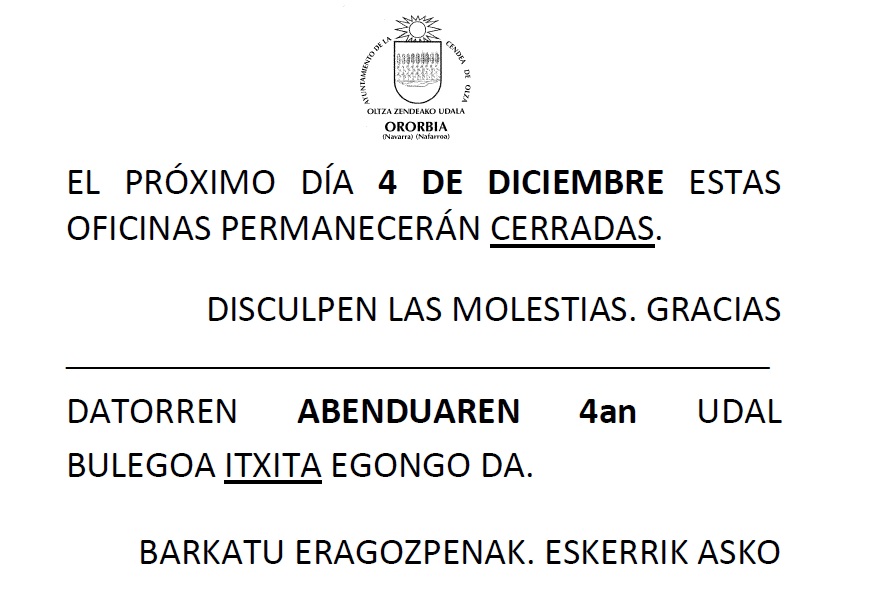 AYUNTAMIENTO DE LA CENDEA DE OLZA
OLTZA ZENDEAKO UDALA
ORORBIA
(Navarra) (Nafarroa)
EL PRÓXIMO DÍA 4 DE DICIEMBRE ESTAS
OFICINAS PERMANECERÁN CERRADAS.
DISCULPEN LAS MOLESTIAS. GRACIAS
DATORREN ABENDUAREN 4an UDAL
BULEGOA ITXITA EGONGO DA.
BARKATU ERAGOZPENAK. ESKERRIK ASKO